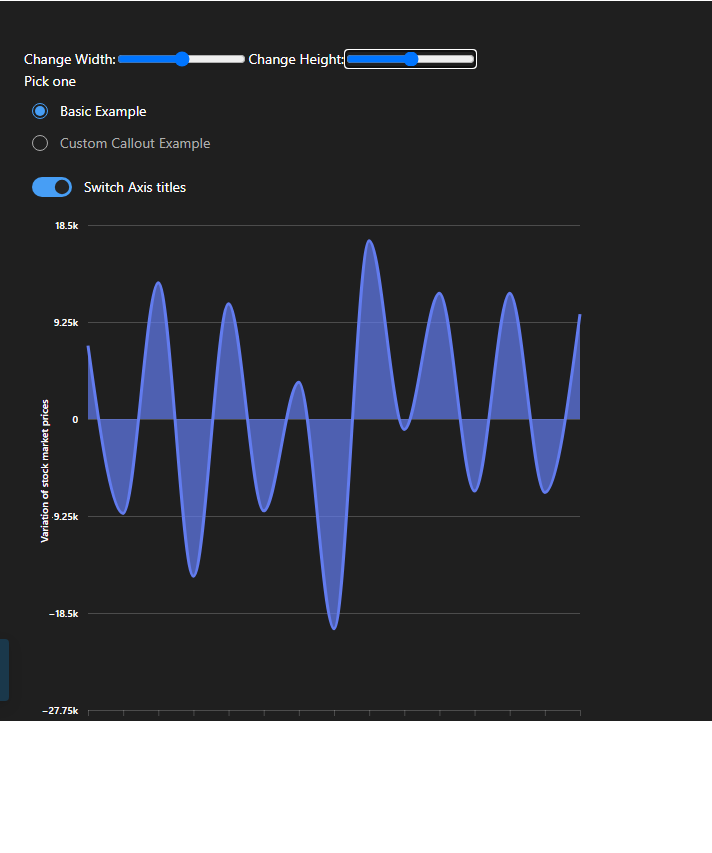 Change Width: Change Height:
Pick one
Basic Example
Custom Callout Example
Switch Axis titles
18.5k
9.25k
Variation of stock market prices
0
-9.25k
−18.5k
−27.75k